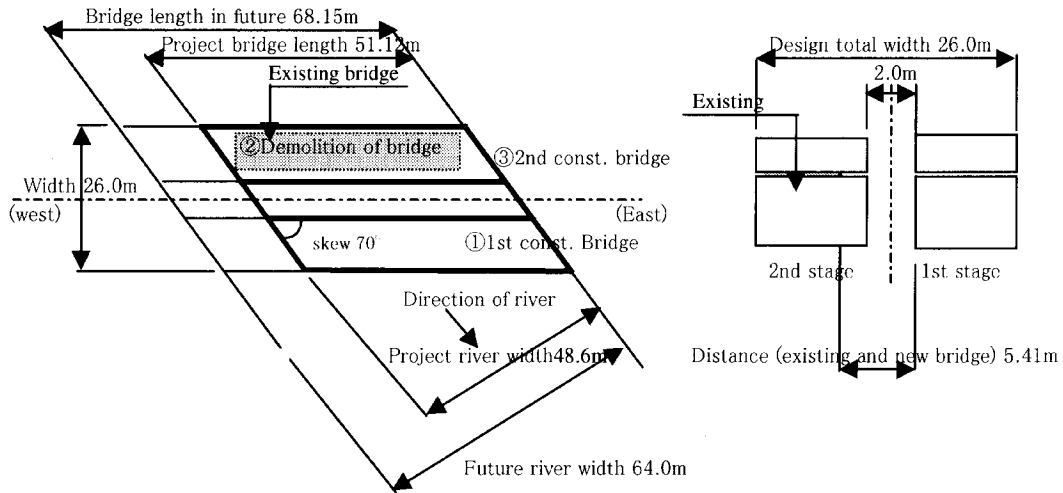 Bridge length in future 68.15m
Project bridge length 51.12m
Existing bridge
②Demolition of bridge
③2nd const. bridge
Width 26.0m
(west)
(East)
skew 70°
①1st const. Bridge
Direction of river
Project river width48.6m
Future river width 64.0m
Design total width 26.0m
2.0m
Existing
2nd stage
1st stage
Distance (existing and new bridge) 5.41m